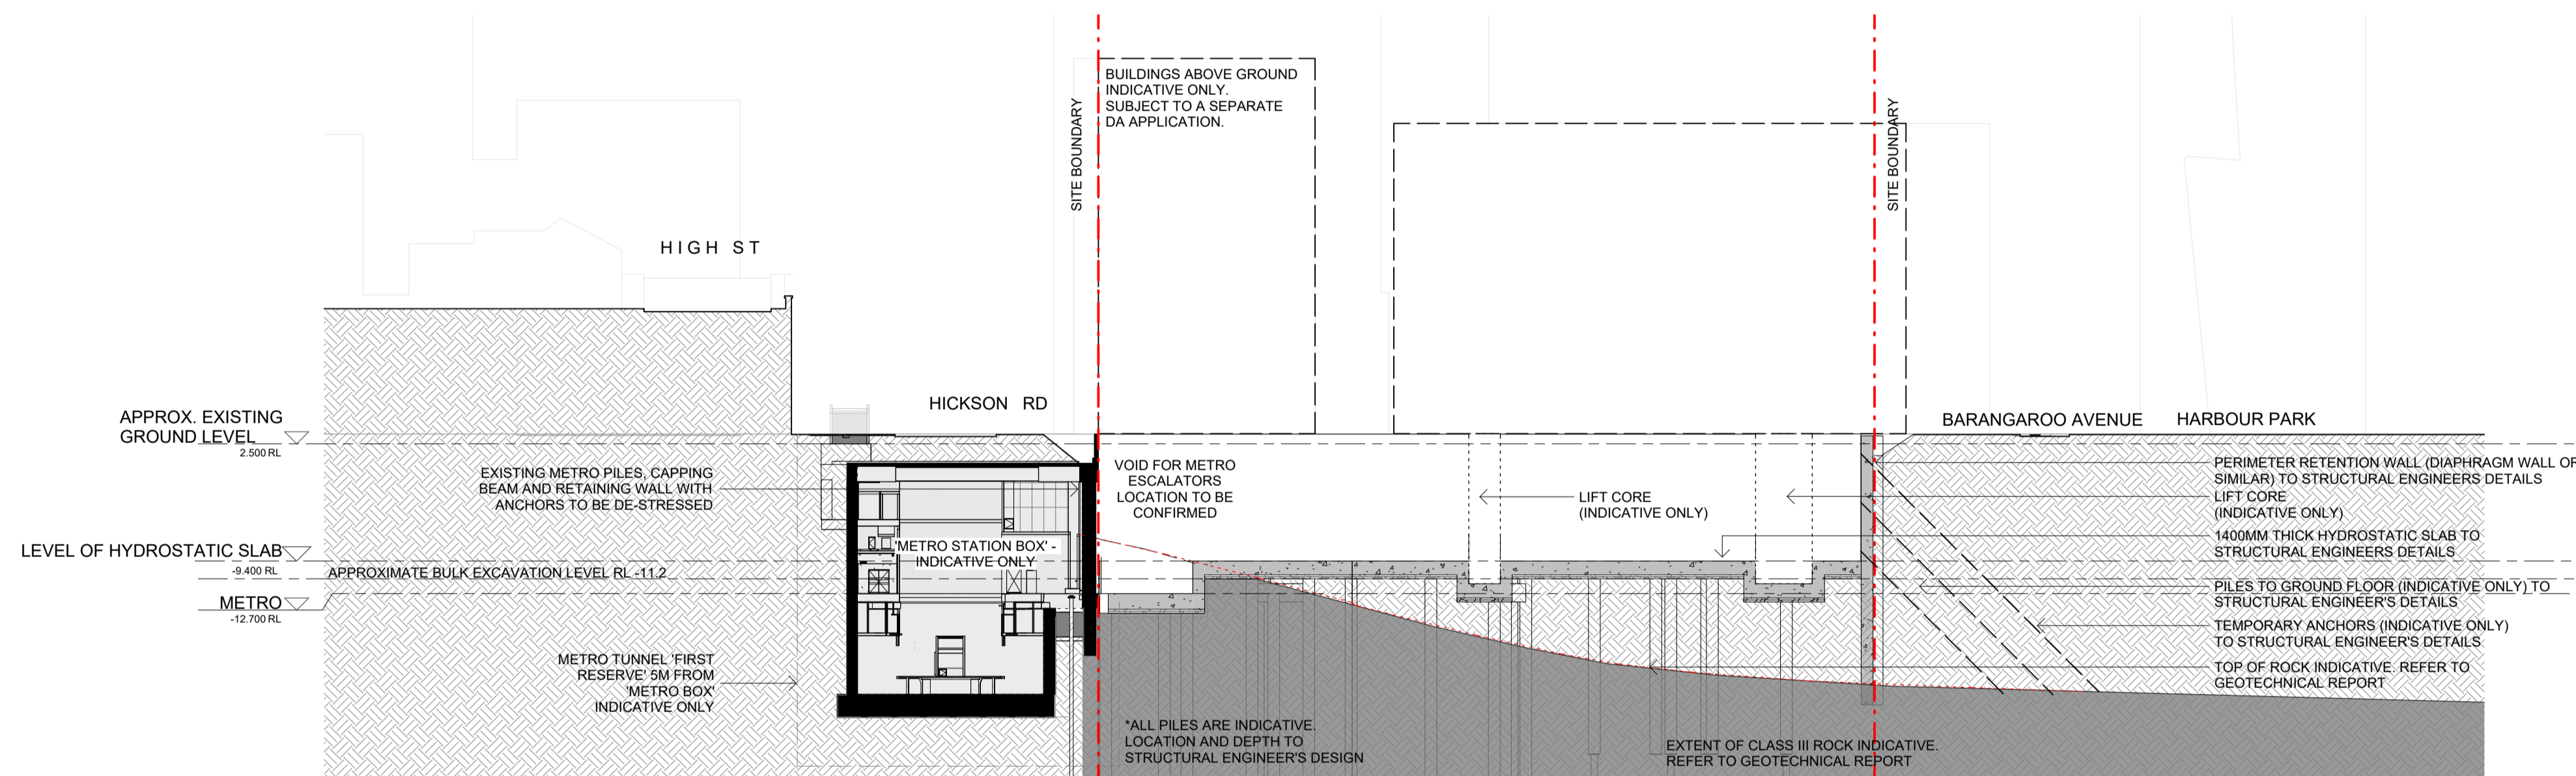 BUILDINGS ABOVE GROUND
INDICATIVE ONLY.
SUBJECT TO A SEPARATE
DA APPLICATION.
SITE BOUNDARY
SITE BOUNDARY
HIGH ST
HICKSON RD
BARANGAROO AVENUE
HARBOUR PARK
APPROX. EXISTING
GROUND LEVEL
2.500 RL
EXISTING METRO PILES, CAPPING
BEAM AND RETAINING WALL WITH
ANCHORS TO BE DE-STRESSED
VOID FOR METRO
ESCALATORS
LOCATION TO BE
CONFIRMED
LIFT CORE
(INDICATIVE ONLY)
PERIMETER RETENTION WALL (DIAPHRAGM WALL OR
SIMILAR) TO STRUCTURAL ENGINEERS DETAILS
LIFT CORE
(INDICATIVE ONLY)
1400MM THICK HYDROSTATIC SLAB TO
STRUCTURAL ENGINEERS DETAILS
LEVEL OF HYDROSTATIC SLAB
-9.400 RL
'METRO STATION BOX' -
INDICATIVE ONLY
APPROXIMATE BULK EXCAVATION LEVEL RL -11.2
METRO
-12.700 RL
PILES TO GROUND FLOOR (INDICATIVE ONLY) TO
STRUCTURAL ENGINEER'S DETAILS
TEMPORARY ANCHORS (INDICATIVE ONLY)
TO STRUCTURAL ENGINEER'S DETAILS
TOP OF ROCK INDICATIVE. REFER TO
GEOTECHNICAL REPORT
METRO TUNNEL 'FIRST
RESERVE' 5M FROM
'METRO BOX'
INDICATIVE ONLY
*ALL PILES ARE INDICATIVE.
LOCATION AND DEPTH TO
STRUCTURAL ENGINEER'S DESIGN
EXTENT OF CLASS III ROCK INDICATIVE.
REFER TO GEOTECHNICAL REPORT